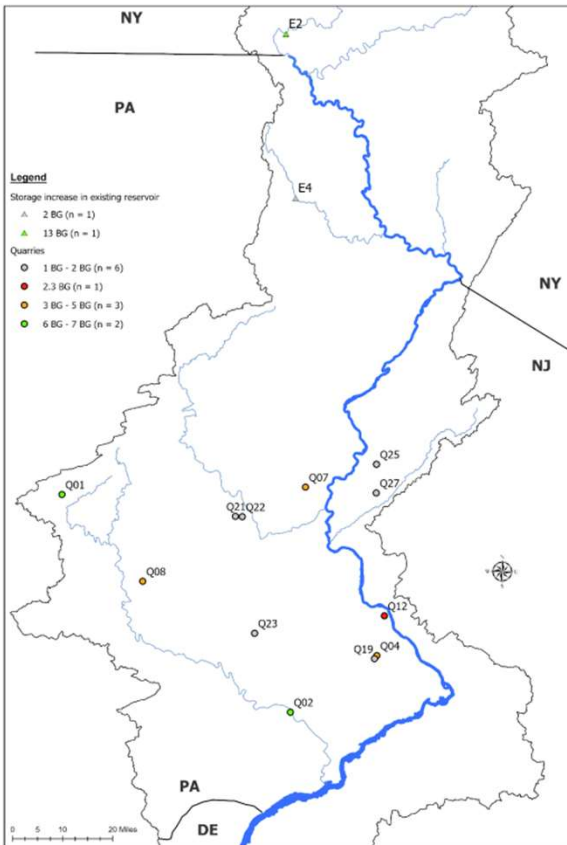 NY
E2
PA
Legend
Storage increase in existing reservoir
2 BG (n = 1)
13 BG (n = 1)
Quarries
1 BG - 2 BG (n = 6)
2.3 BG (n = 1)
3 BG - 5 BG (n = 3)
6 BG - 7 BG (n = 2)
E4
NY
NJ
Q25
Q01
Q07
Q27
Q21
Q22
Q08
Q12
Q23
Q19
Q04
Q02
PA
DE
0 5 10 20 Miles